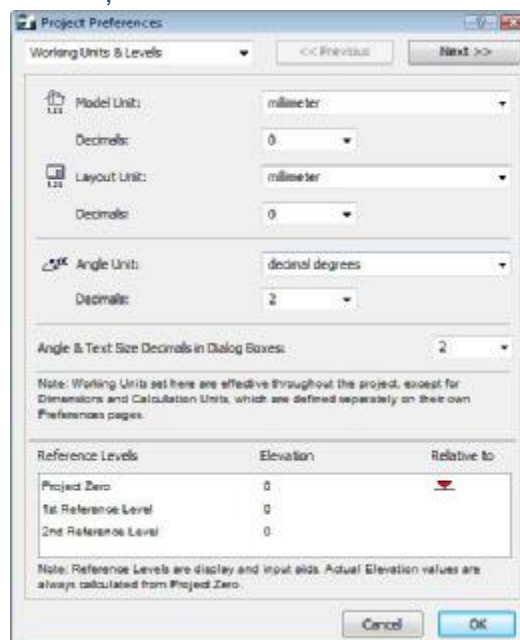 Project Preferences
Working Units & Levels << Previous Next >>
Model Unit: millimeter
Decimals: 0
Layout Unit: millimeter
Decimals: 0
Angle Unit: decimal degrees
Decimals: 2
Angle & Text Size Decimals in Dialog Boxes: 2
Note: Working Units set here are effective throughout the project, except for
Dimensions and Calculation Units, which are defined separately on their own
Preferences pages.
Reference Levels Elevation Relative to
Project Zero 0
1st Reference Level 0
2nd Reference Level 0
Note: Reference Levels are display and input aids. Actual Elevation values are
always calculated from Project Zero.
Cancel OK